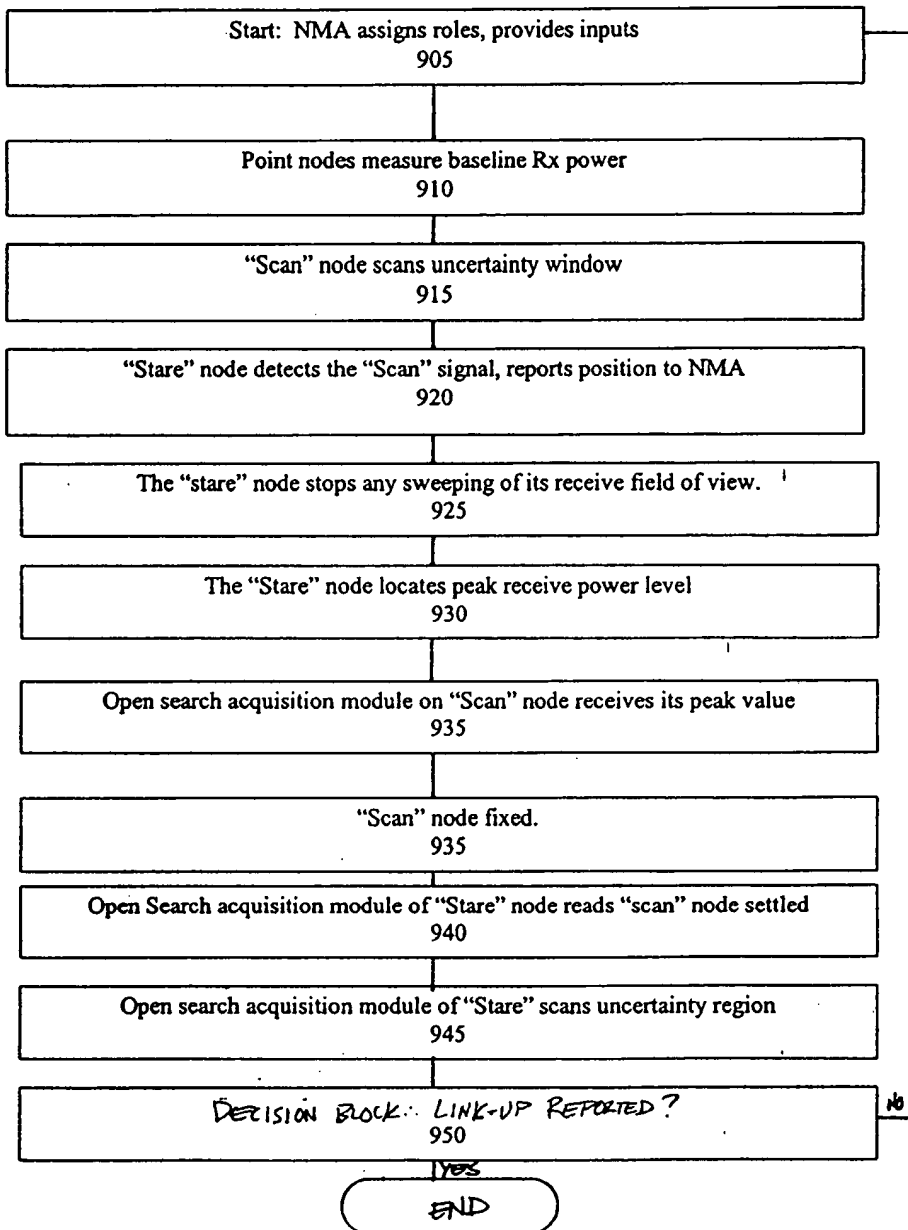 Start: NMA assigns roles, provides inputs
905
Point nodes measure baseline Rx power
910
"Scan" node scans uncertainty window
915
"Stare" node detects the "Scan" signal, reports position to NMA
920
The "stare" node stops any sweeping of its receive field of view.
925
The "Stare" node locates peak receive power level
930
Open search acquisition module on "Scan" node receives its peak value
935
"Scan" node fixed.
935
Open Search acquisition module of "Stare" node reads "scan" node settled
940
Open search acquisition module of "Stare" scans uncertainty region
945
DECISION BLOCK: LINK-UP REPORTED?
950
NO
YES
END